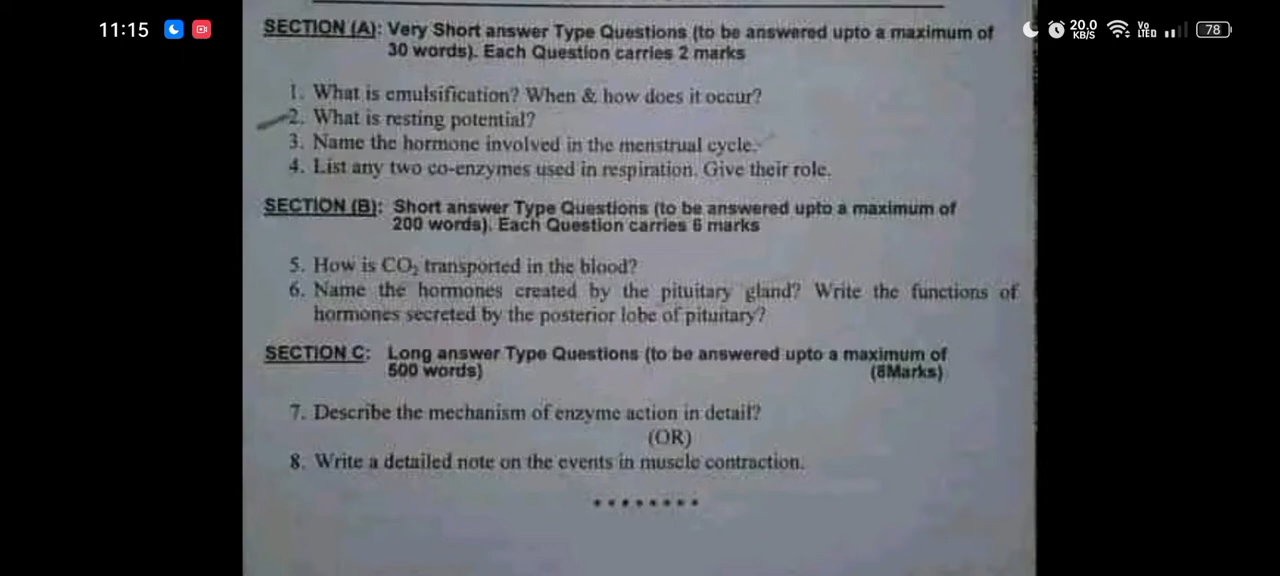 11:15
20.0
KB/S
Vo
LTE
78
SECTION (A): Very Short answer Type Questions (to be answered upto a maximum of
30 words). Each Question carries 2 marks
1. What is emulsification? When & how does it occur?
2. What is resting potential?
3. Name the hormone involved in the menstrual cycle.
4. List any two co-enzymes used in respiration. Give their role.
SECTION (B): Short answer Type Questions (to be answered upto a maximum of
200 words). Each Question carries 6 marks
5. How is CO₂ transported in the blood?
6. Name the hormones created by the pituitary gland? Write the functions of
hormones secreted by the posterior lobe of pituitary?
SECTION C: Long answer Type Questions (to be answered upto a maximum of
500 words) (8Marks)
7. Describe the mechanism of enzyme action in detail?
(OR)
8. Write a detailed note on the events in muscle contraction.
********